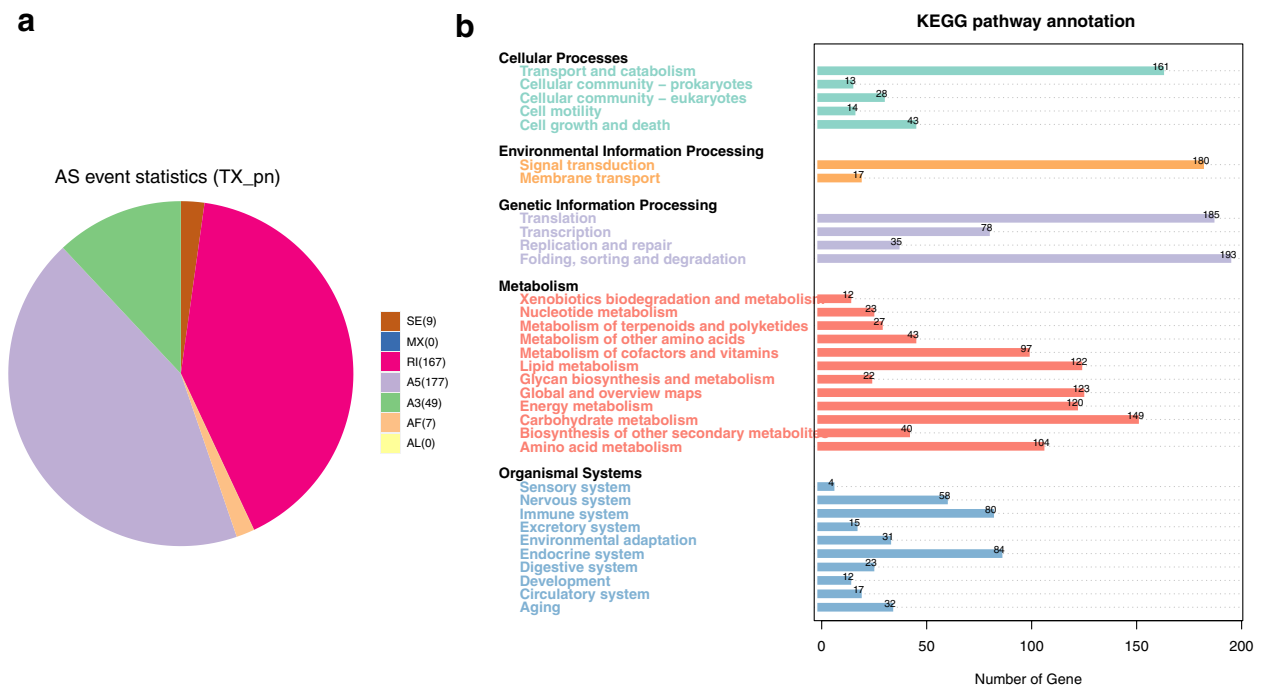 a
AS event statistics (TX_pn)
SE(9)
MX(0)
RI(167)
A5(177)
A3(49)
AF(7)
AL(0)
b
KEGG pathway annotation
Cellular Processes
Transport and catabolism 161
Cellular community − prokaryotes 13
Cellular community − eukaryotes 28
Cell motility 14
Cell growth and death 43
Environmental Information Processing
Signal transduction 180
Membrane transport 17
Genetic Information Processing
Translation 185
Transcription 78
Replication and repair 35
Folding, sorting and degradation 193
Metabolism
Xenobiotics biodegradation and metabolism 12
Nucleotide metabolism 23
Metabolism of terpenoids and polyketides 27
Metabolism of other amino acids 43
Metabolism of cofactors and vitamins 97
Lipid metabolism 122
Glycan biosynthesis and metabolism 22
Global and overview maps 123
Energy metabolism 120
Carbohydrate metabolism 149
Biosynthesis of other secondary metabolites 40
Amino acid metabolism 104
Organismal Systems
Sensory system 4
Nervous system 58
Immune system 80
Excretory system 15
Environmental adaptation 31
Endocrine system 84
Digestive system 23
Development 12
Circulatory system 17
Aging 32
0 50 100 150 200
Number of Gene